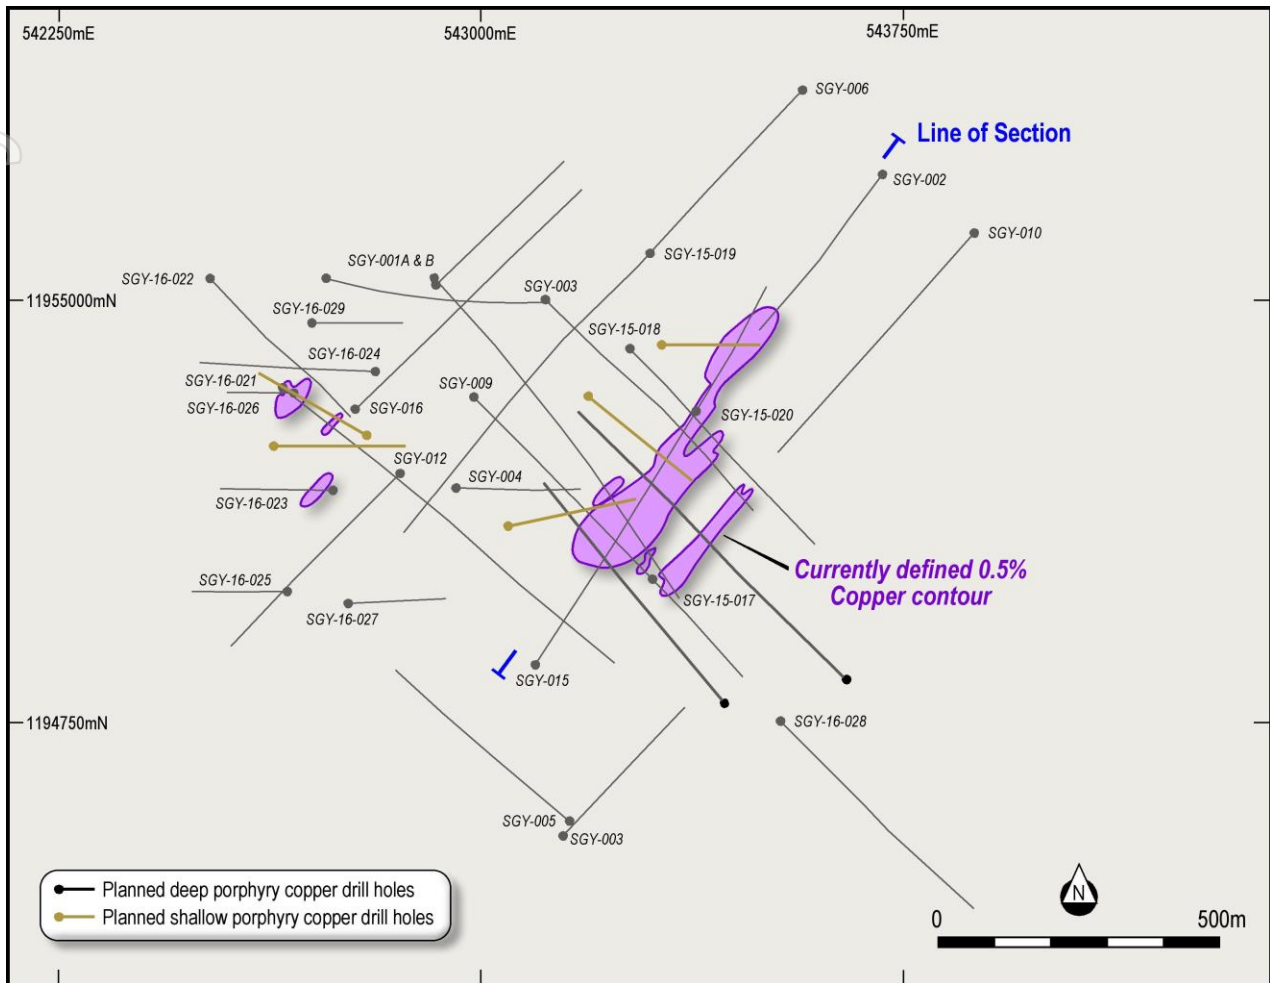 542250mE
543000mE
543750mE
SGY-006
Line of Section
SGY-002
SGY-010
SGY-15-019
SGY-001A & B
SGY-16-022
SGY-003
11955000mN
SGY-16-029
SGY-15-018
SGY-16-024
SGY-16-021
SGY-009
SGY-16-026
SGY-016
SGY-15-020
SGY-012
SGY-004
SGY-16-023
Currently defined 0.5%
Copper contour
SGY-16-025
SGY-15-017
SGY-16-027
SGY-015
1194750mN
SGY-16-028
SGY-005
SGY-003
Planned deep porphyry copper drill holes
Planned shallow porphyry copper drill holes
N
0
500m